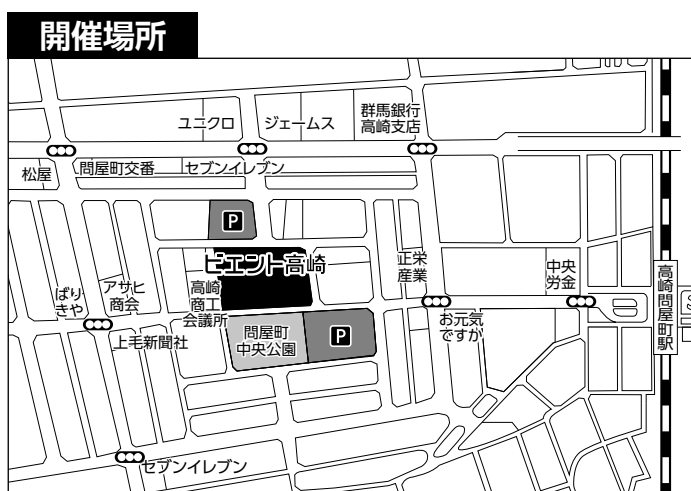 開催場所
ユニクロ
ジェームス
群馬銀行
高崎支店
松屋
問屋町交番
セブンイレブン
P
ビエント高崎
正栄
産業
中央
労金
高崎問屋町駅
ばり
きや
アサヒ
商会
高崎
商工
会議所
上毛新聞社
問屋町
中央公園
P
お元気
ですか
セブンイレブン